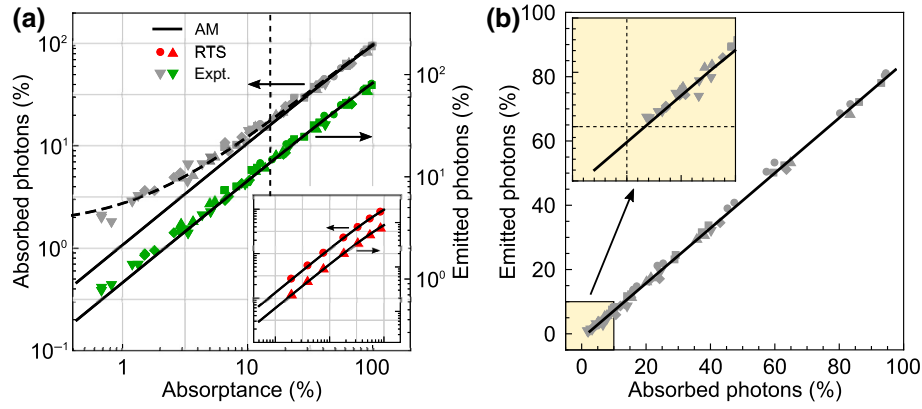 (a)
AM
RTS
Expt.
10²
10¹
10⁰
10⁻¹
Absorbed photons (%)
10²
10¹
10⁰
Emitted photons (%)
1
10
100
Absorptance (%)
(b)
100
80
60
40
20
0
Emitted photons (%)
0
20
40
60
80
100
Absorbed photons (%)